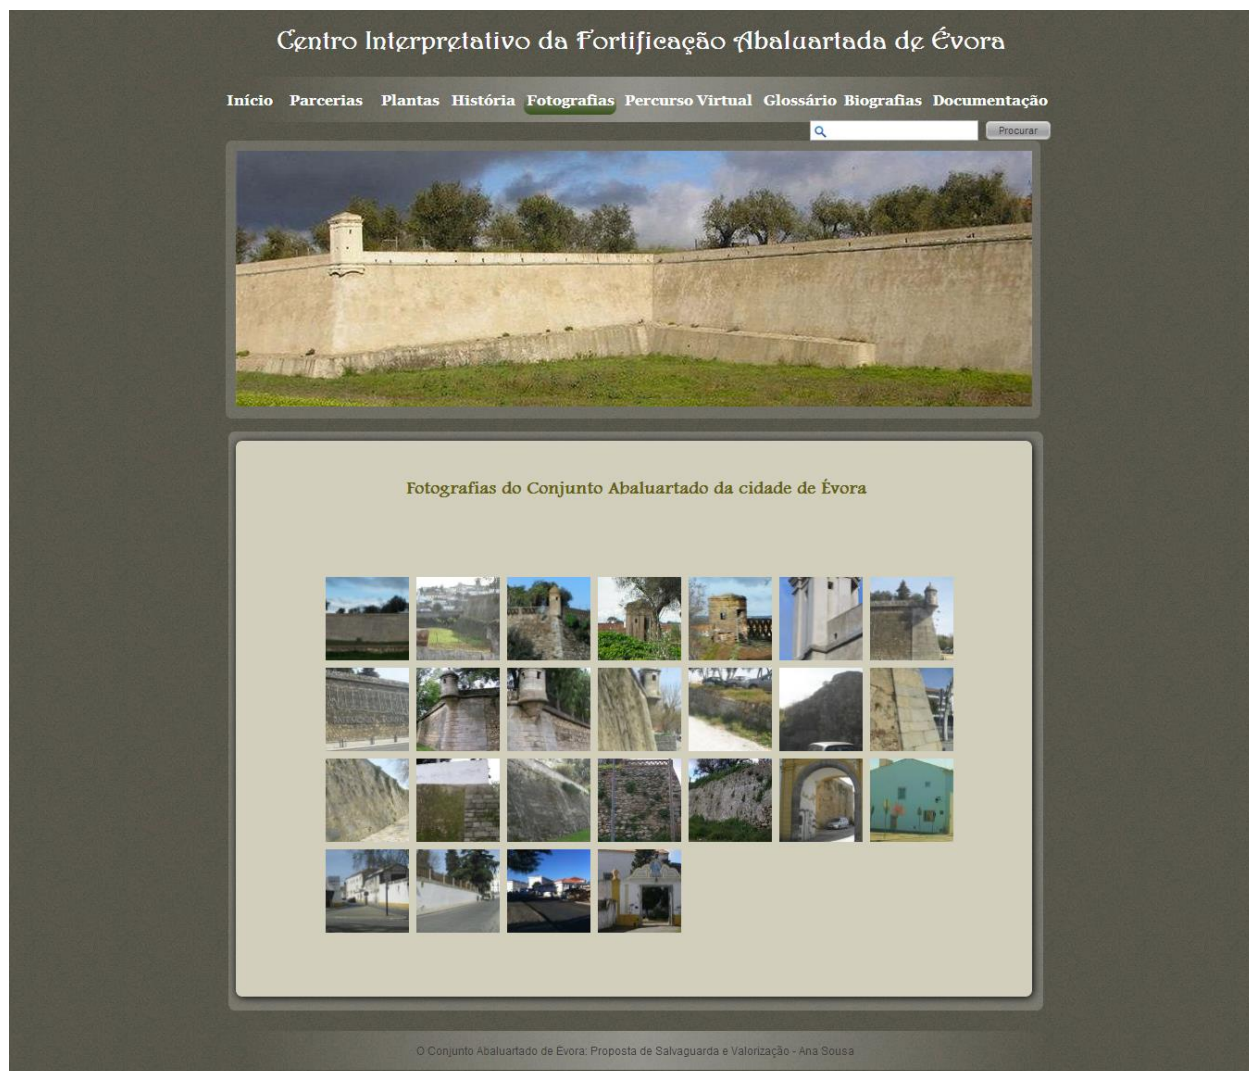 Centro Interpretativo da Fortificação Abaluartada de Évora
Início Parcerias Plantas História Fotografias Percurso Virtual Glossário Biografias Documentação
Procurar
Fotografias do Conjunto Abaluartado da cidade de Évora
O Conjunto Abaluartado de Évora: Proposta de Salvaguarda e Valorização - Ana Sousa